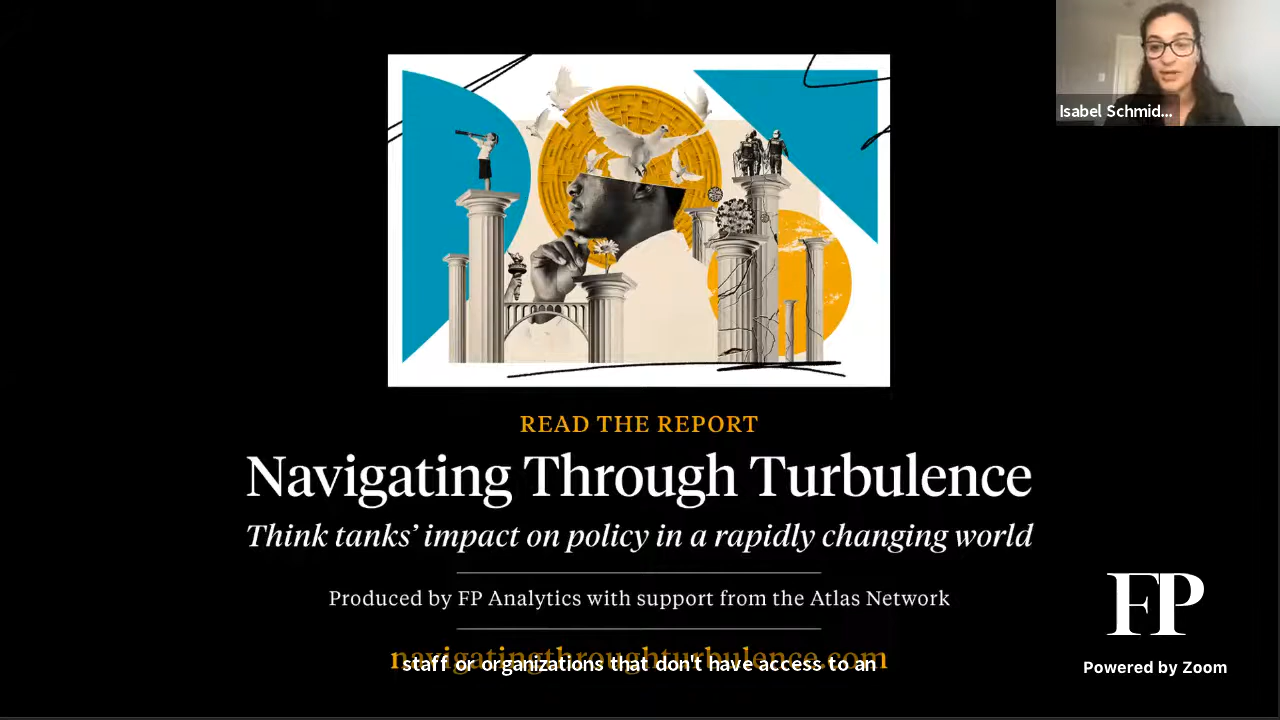 Isabel Schmid...
READ THE REPORT
Navigating Through Turbulence
Think tanks' impact on policy in a rapidly changing world
Produced by FP Analytics with support from the Atlas Network
navigatingthroughturbulence.com
staff or organizations that don't have access to an
FP
Powered by Zoom